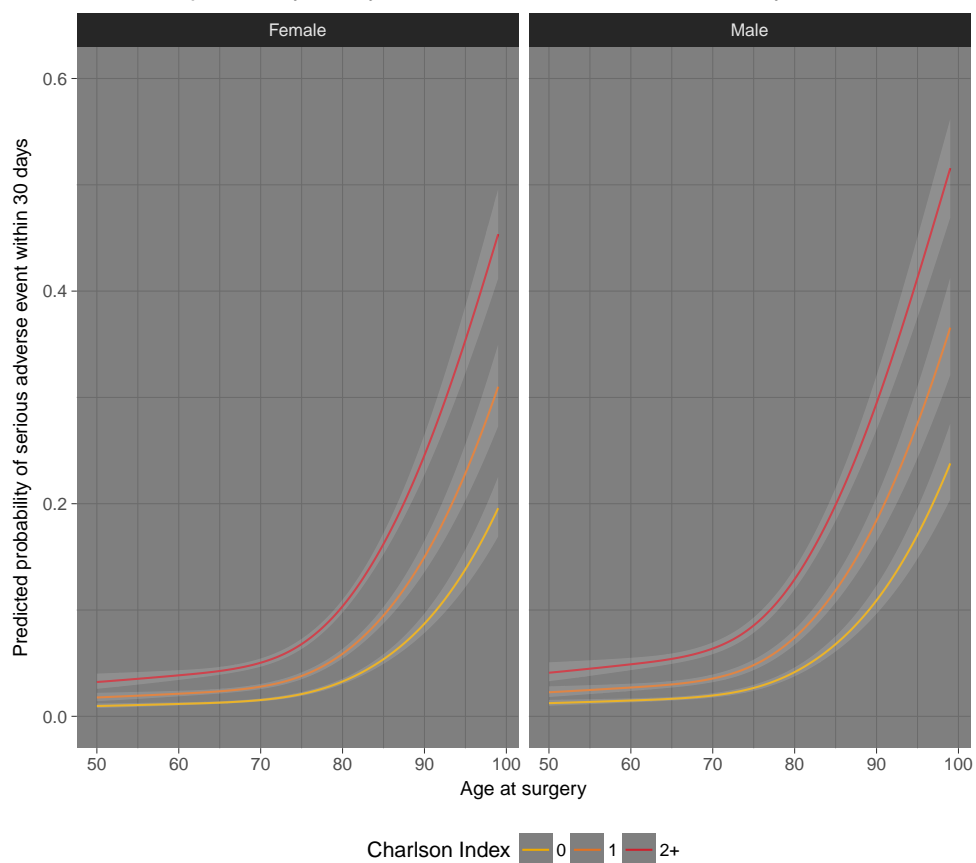 Female Male
0.6
0.4
0.2
0.0
Predicted probability of serious adverse event within 30 days
50 60 70 80 90 100 50 60 70 80 90 100
Age at surgery
Charlson Index 0 1 2+